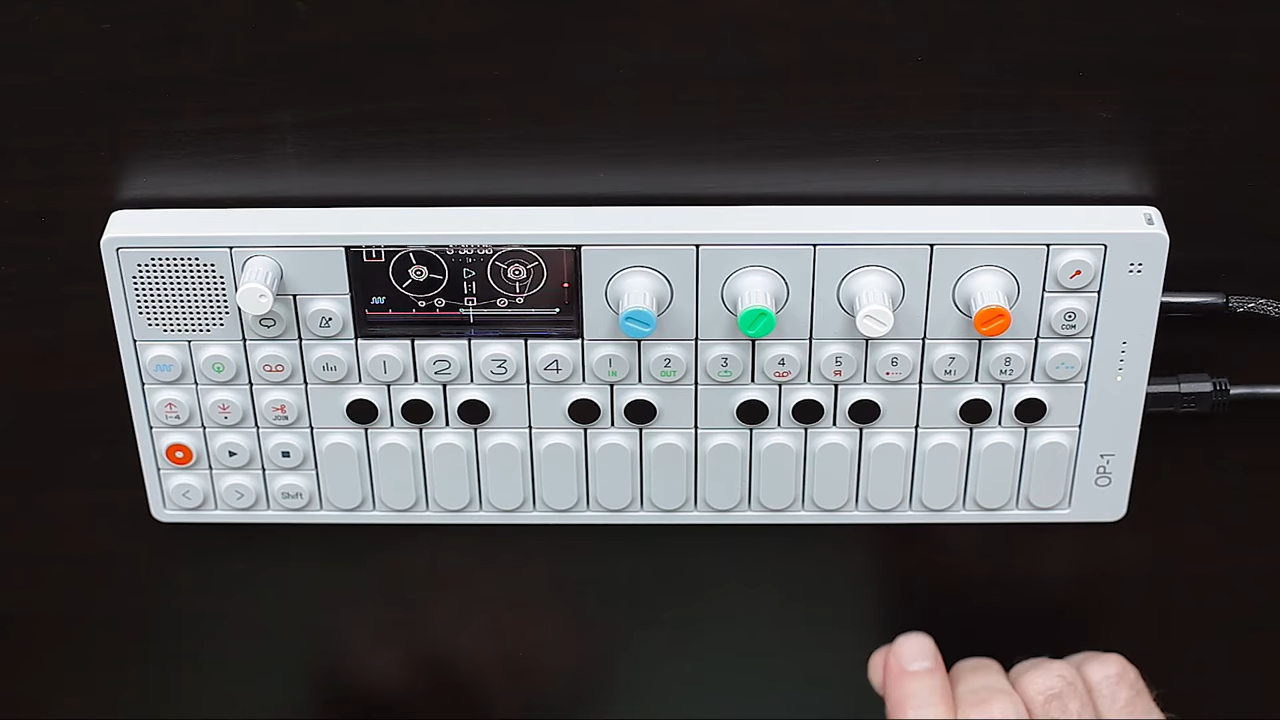 COM
1 2 3 4 1 2 3 4 5 6 7 8
IN OUT Я M1 M2
1-4 JOIN
< > Shift
OP-1